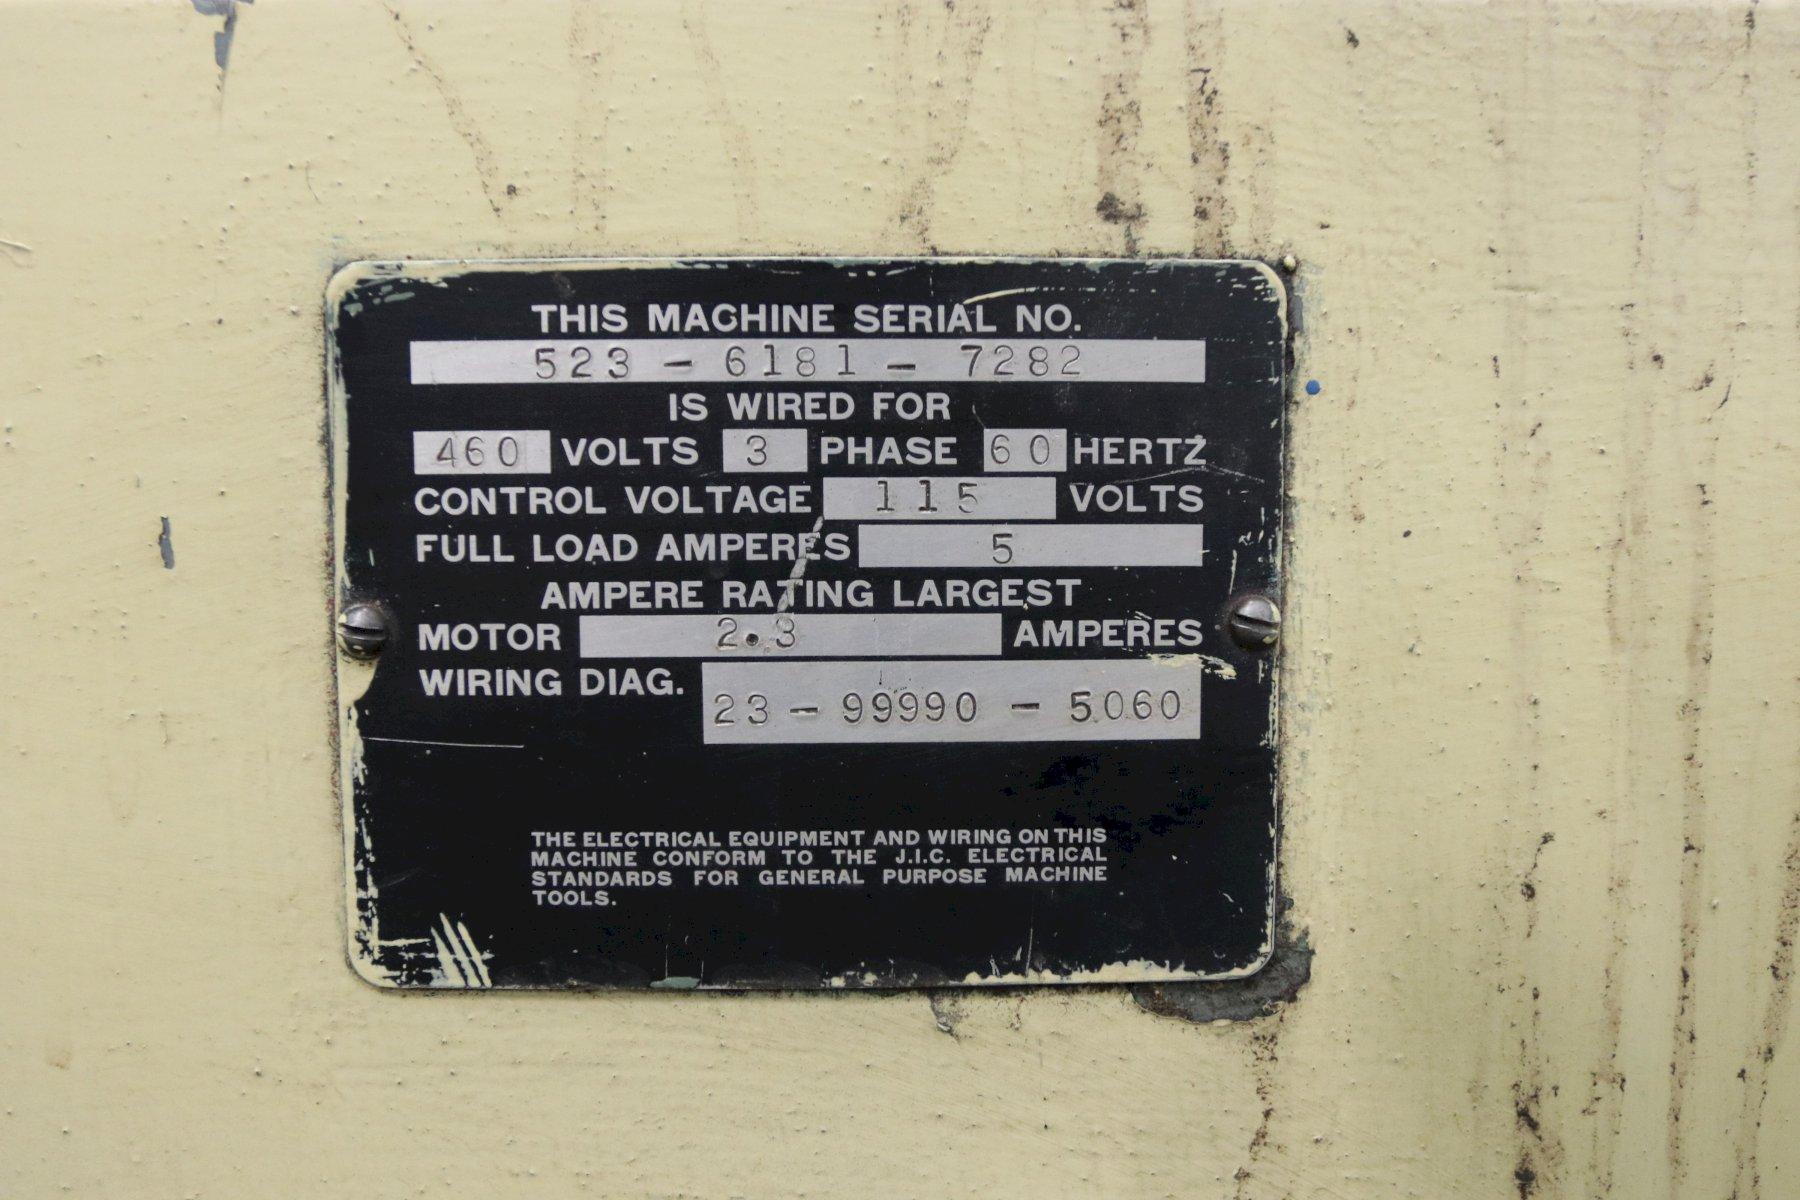 THIS MACHINE SERIAL NO.
523 - 6181 - 7282
IS WIRED FOR
460 VOLTS 3 PHASE 60 HERTZ
CONTROL VOLTAGE 115 VOLTS
FULL LOAD AMPERES 5
AMPERE RATING LARGEST
MOTOR 2.3 AMPERES
WIRING DIAG.
23 - 99990 - 5060
THE ELECTRICAL EQUIPMENT AND WIRING ON THIS
MACHINE CONFORM TO THE J.I.C. ELECTRICAL
STANDARDS FOR GENERAL PURPOSE MACHINE
TOOLS.